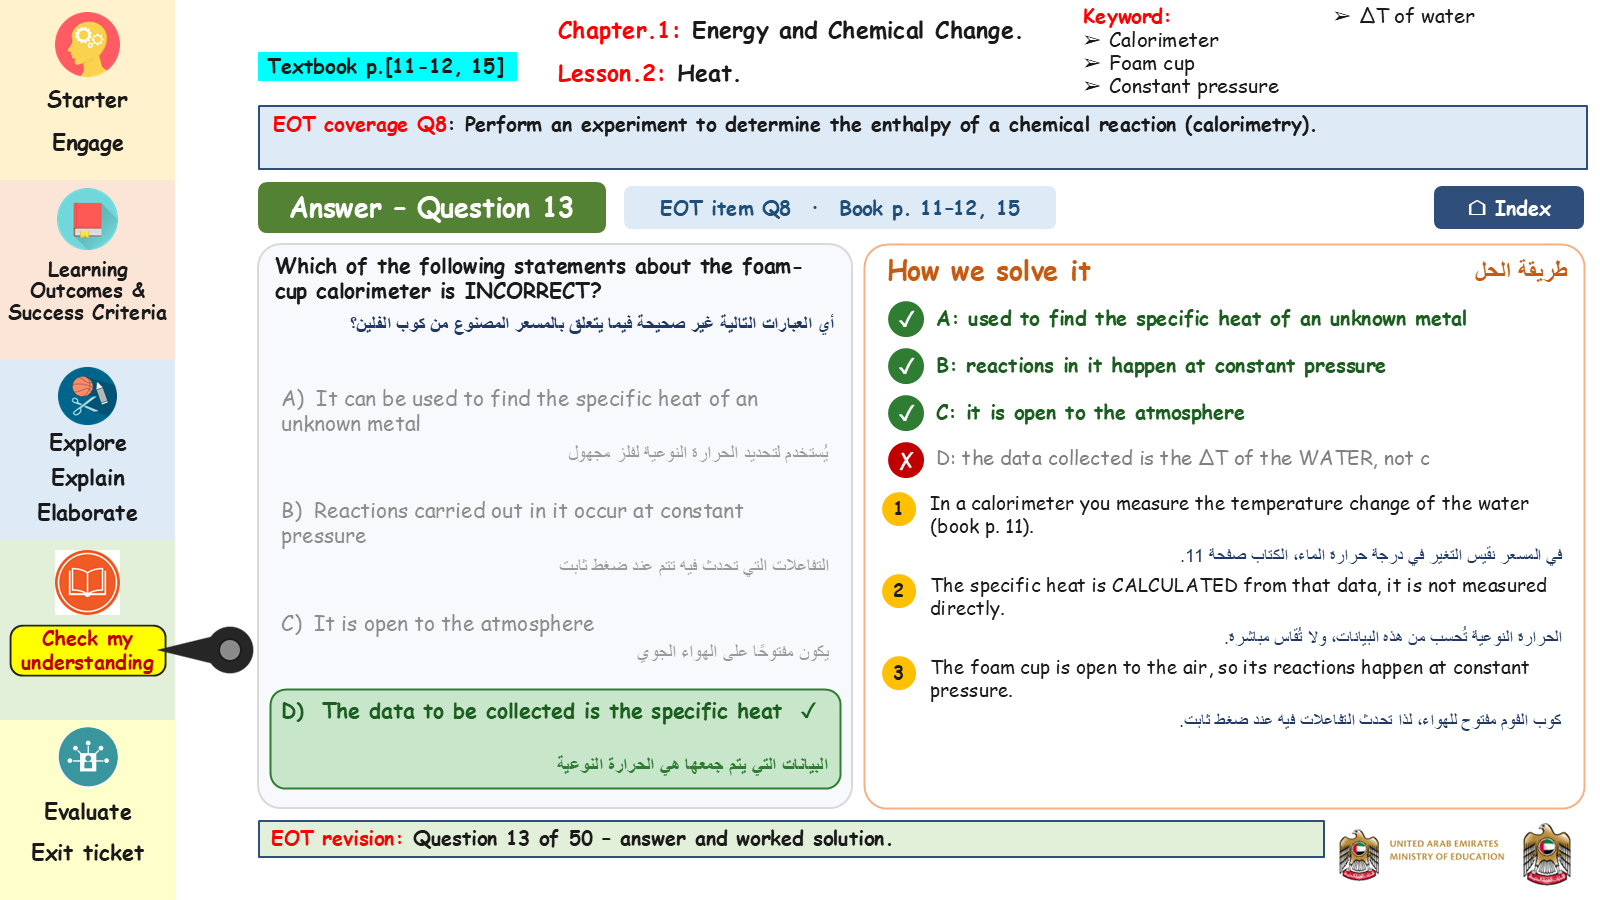 Starter
Engage
Learning
Outcomes &
Success Criteria
Explore
Explain
Elaborate
Check my
understanding
Evaluate
Exit ticket
Textbook p.[11-12, 15]
Chapter.1: Energy and Chemical Change.
Lesson.2: Heat.
Keyword:
➢ Calorimeter
➢ Foam cup
➢ Constant pressure
➢ ΔT of water
EOT coverage Q8: Perform an experiment to determine the enthalpy of a chemical reaction (calorimetry).
Answer – Question 13
EOT item Q8 · Book p. 11–12, 15
☖ Index
Which of the following statements about the foam-
cup calorimeter is INCORRECT?
أي العبارات التالية غير صحيحة فيما يتعلق بالمسعر المصنوع من كوب الفلين؟
A) It can be used to find the specific heat of an
unknown metal
يُستخدم لتحديد الحرارة النوعية لفلز مجهول
B) Reactions carried out in it occur at constant
pressure
التفاعلات التي تحدث فيه تتم عند ضغط ثابت
C) It is open to the atmosphere
يكون مفتوحًا على الهواء الجوي
D) The data to be collected is the specific heat ✓
البيانات التي يتم جمعها هي الحرارة النوعية
How we solve it
طريقة الحل
✓ A: used to find the specific heat of an unknown metal
✓ B: reactions in it happen at constant pressure
✓ C: it is open to the atmosphere
✗ D: the data collected is the ΔT of the WATER, not c
1 In a calorimeter you measure the temperature change of the water
(book p. 11).
في المسعر نقيس التغير في درجة حرارة الماء، الكتاب صفحة 11.
2 The specific heat is CALCULATED from that data, it is not measured
directly.
الحرارة النوعية تُحسب من هذه البيانات، ولا تُقاس مباشرة.
3 The foam cup is open to the air, so its reactions happen at constant
pressure.
كوب الفوم مفتوح للهواء، لذا تحدث التفاعلات فيه عند ضغط ثابت.
EOT revision: Question 13 of 50 – answer and worked solution.
UNITED ARAB EMIRATES
MINISTRY OF EDUCATION